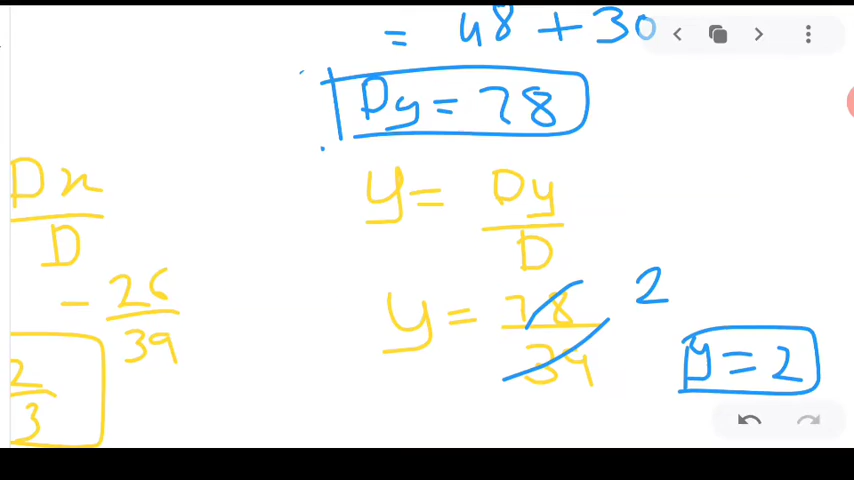 = 48 + 30
Dy = 78
Dx
D
y = Dy
D
- 26
39
y = 78
39
2
2
3
y = 2